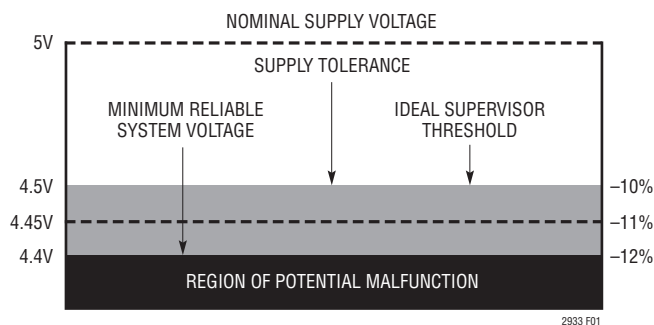 NOMINAL SUPPLY VOLTAGE
5V
SUPPLY TOLERANCE
MINIMUM RELIABLE
SYSTEM VOLTAGE
IDEAL SUPERVISOR
THRESHOLD
4.5V
–10%
4.45V
–11%
4.4V
–12%
REGION OF POTENTIAL MALFUNCTION
2933 F01